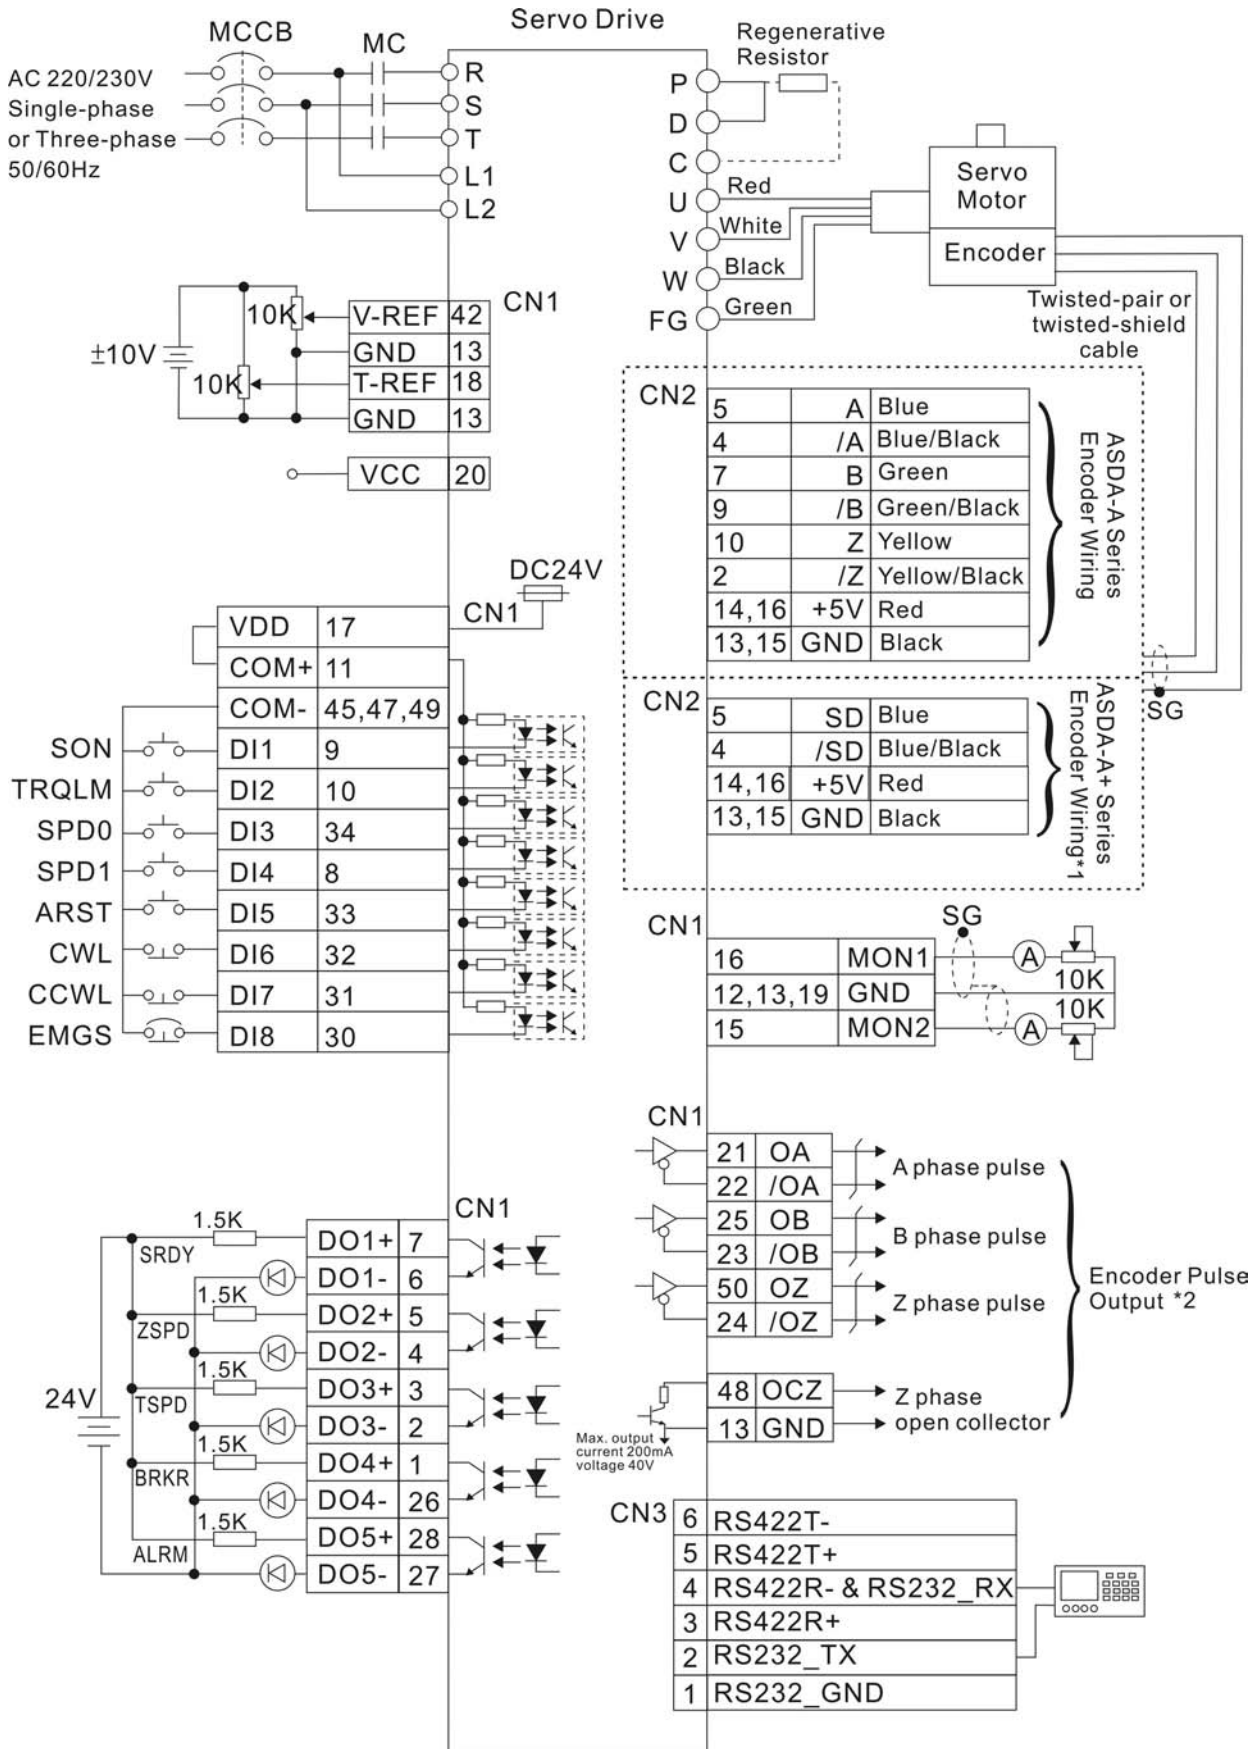 Servo Drive
MCCB
MC
AC 220/230V
Single-phase
or Three-phase
50/60Hz
R
S
T
L1
L2
Regenerative
Resistor
P
D
C
U
V
W
FG
Red
White
Black
Green
Servo
Motor
Encoder
Twisted-pair or
twisted-shield
cable
±10V
10K
10K
CN1
V-REF 42
GND 13
T-REF 18
GND 13
VCC 20
CN2
5 A Blue
4 /A Blue/Black
7 B Green
9 /B Green/Black
10 Z Yellow
2 /Z Yellow/Black
14,16 +5V Red
13,15 GND Black
ASDA-A Series
Encoder Wiring
CN2
5 SD Blue
4 /SD Blue/Black
14,16 +5V Red
13,15 GND Black
ASDA-A+ Series
Encoder Wiring*1
SG
DC24V
CN1
VDD 17
COM+ 11
COM- 45,47,49
SON DI1 9
TRQLM DI2 10
SPD0 DI3 34
SPD1 DI4 8
ARST DI5 33
CWL DI6 32
CCWL DI7 31
EMGS DI8 30
CN1
SG
16 MON1 A
10K
12,13,19 GND
10K
15 MON2 A
CN1
21 OA
22 /OA
A phase pulse
25 OB
23 /OB
B phase pulse
50 OZ
24 /OZ
Z phase pulse
Encoder Pulse
Output *2
48 OCZ
13 GND
Z phase
open collector
Max. output
current 200mA
voltage 40V
CN1
24V
1.5K
SRDY
DO1+ 7
DO1- 6
1.5K
ZSPD
DO2+ 5
DO2- 4
1.5K
TSPD
DO3+ 3
DO3- 2
1.5K
BRKR
DO4+ 1
DO4- 26
1.5K
ALRM
DO5+ 28
DO5- 27
CN3
6 RS422T-
5 RS422T+
4 RS422R- & RS232_RX
3 RS422R+
2 RS232_TX
1 RS232_GND